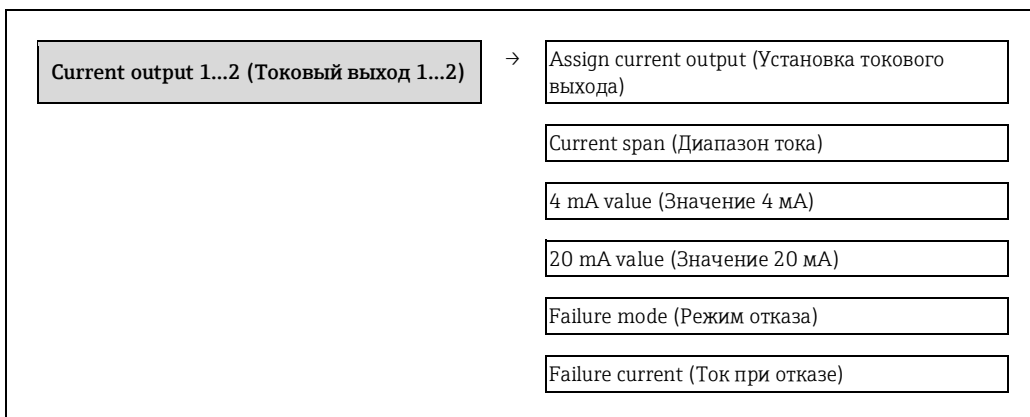 Current output 1...2 (Токовый выход 1...2)
→
Assign current output (Установка токового
выхода)
Current span (Диапазон тока)
4 mA value (Значение 4 мА)
20 mA value (Значение 20 мА)
Failure mode (Режим отказа)
Failure current (Ток при отказе)